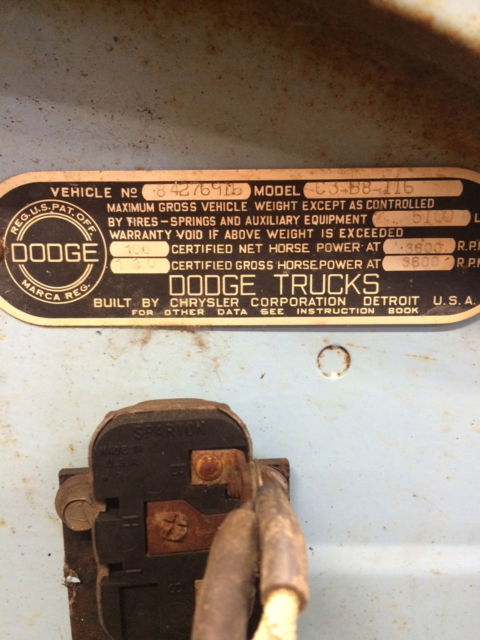 VEHICLE No 84276916 MODEL C3-B8-116
MAXIMUM GROSS VEHICLE WEIGHT EXCEPT AS CONTROLLED
BY TIRES-SPRINGS AND AUXILIARY EQUIPMENT 5100 L
WARRANTY VOID IF ABOVE WEIGHT IS EXCEEDED
CERTIFIED NET HORSE POWER AT 3600 R.P.
CERTIFIED GROSS HORSE POWER AT 3600 R.P.
DODGE TRUCKS
BUILT BY CHRYSLER CORPORATION DETROIT U.S.A.
FOR OTHER DATA SEE INSTRUCTION BOOK
REG. U.S. PAT. OFF.
DODGE
MARCA REG.
SPARTON
MADE IN
U.S.A.
H
B